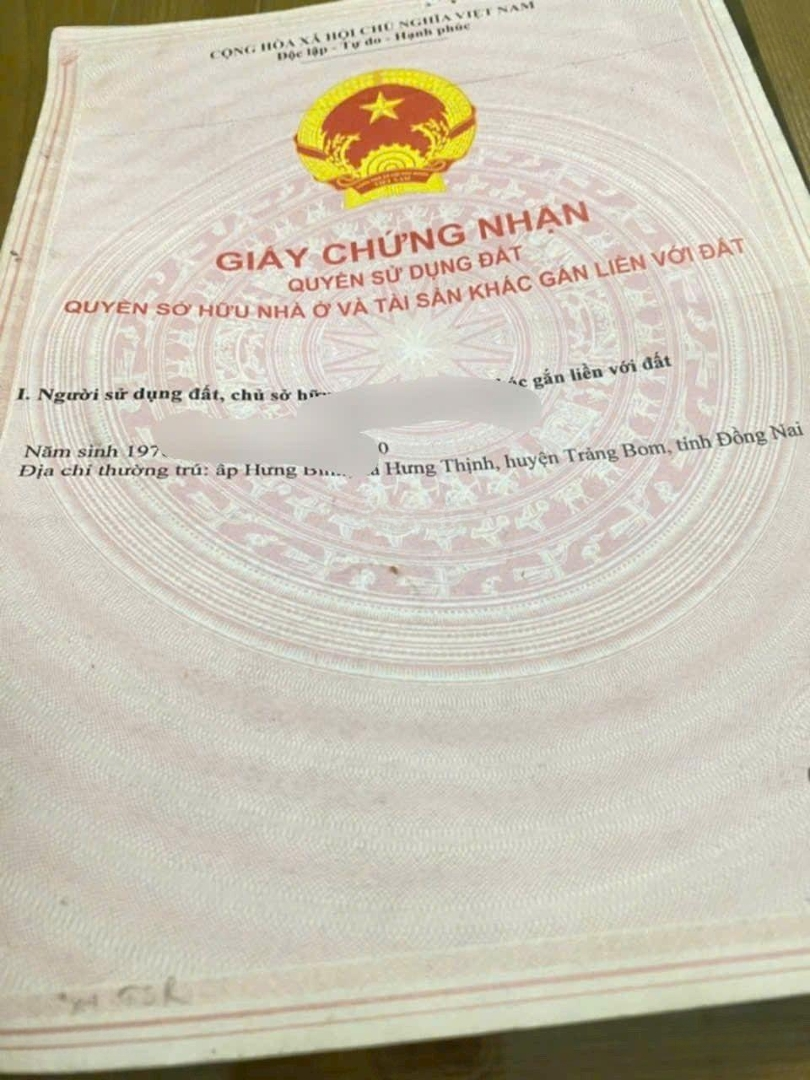 CỘNG HÒA XÃ HỘI CHỦ NGHĨA VIỆT NAM
Độc lập - Tự do - Hạnh phúc
VIỆT NAM
GIẤY CHỨNG NHẬN
QUYỀN SỬ DỤNG ĐẤT
QUYỀN SỞ HỮU NHÀ Ở VÀ TÀI SẢN KHÁC GẮN LIỀN VỚI ĐẤT
I. Người sử dụng đất, chủ sở gắn liền với đất
Năm sinh 197 0
Địa chỉ thường trú: ấp Hưng Hưng Thịnh, huyện Trảng Bom, tỉnh Đồng Nai